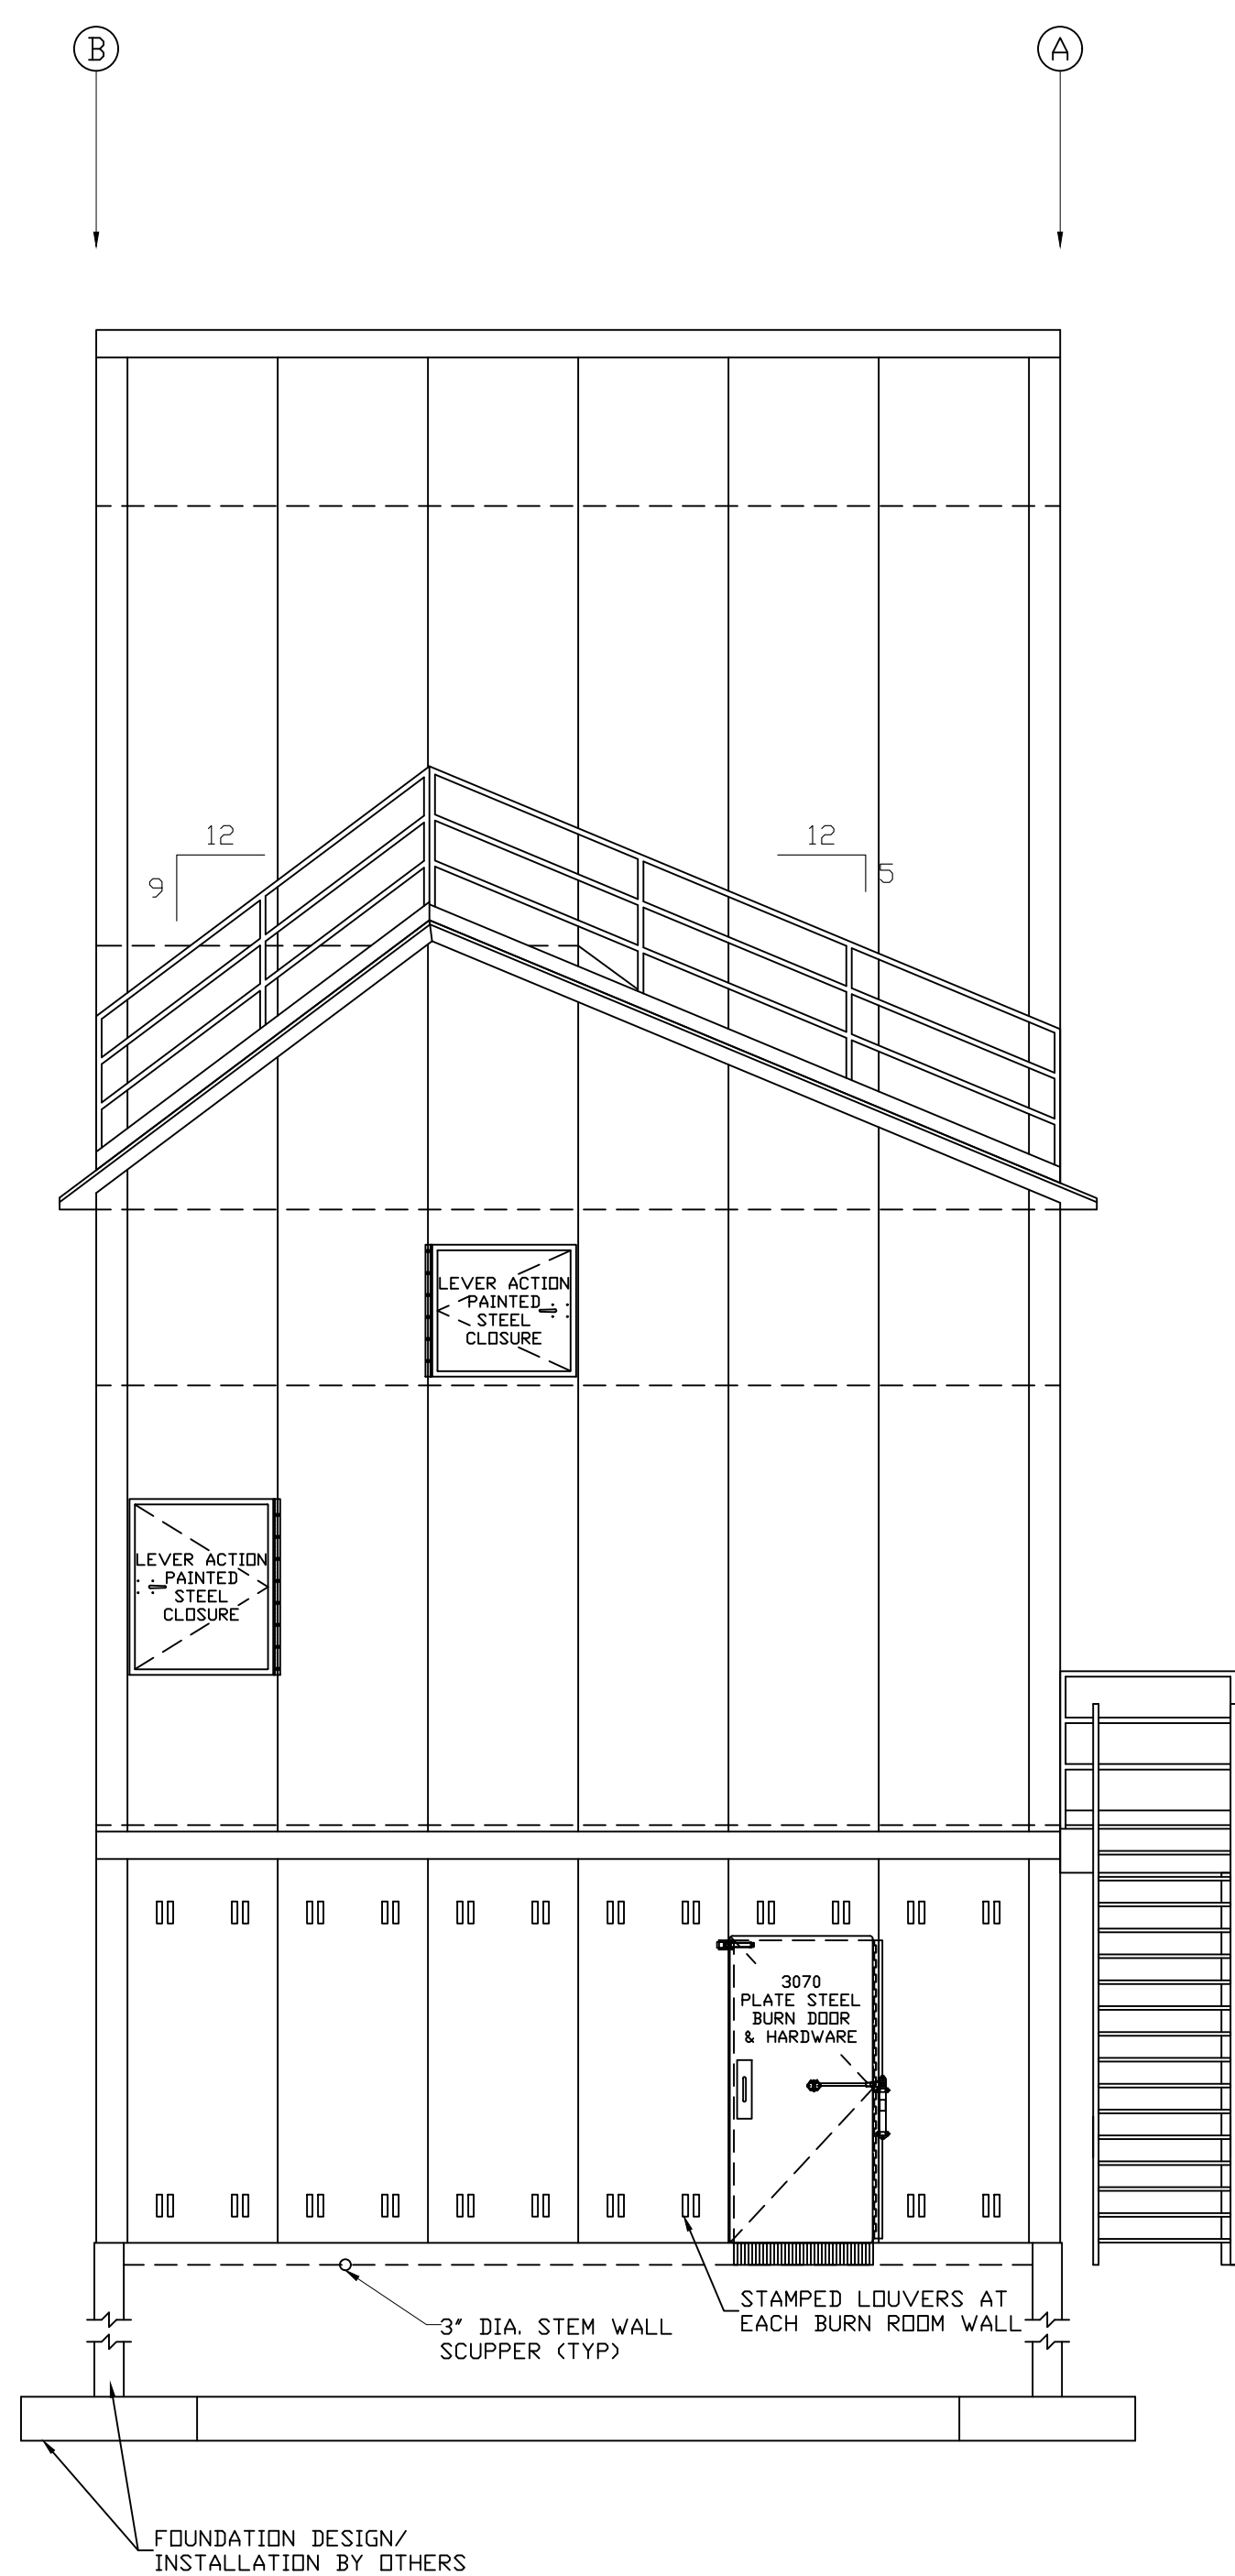 B
A
12
9
12
5
LEVER ACTION
PAINTED
STEEL
CLOSURE
LEVER ACTION
PAINTED
STEEL
CLOSURE
3070
PLATE STEEL
BURN DOOR
& HARDWARE
STAMPED LOUVERS AT
EACH BURN ROOM WALL
3" DIA. STEM WALL
SCUPPER (TYP)
FOUNDATION DESIGN/
INSTALLATION BY OTHERS